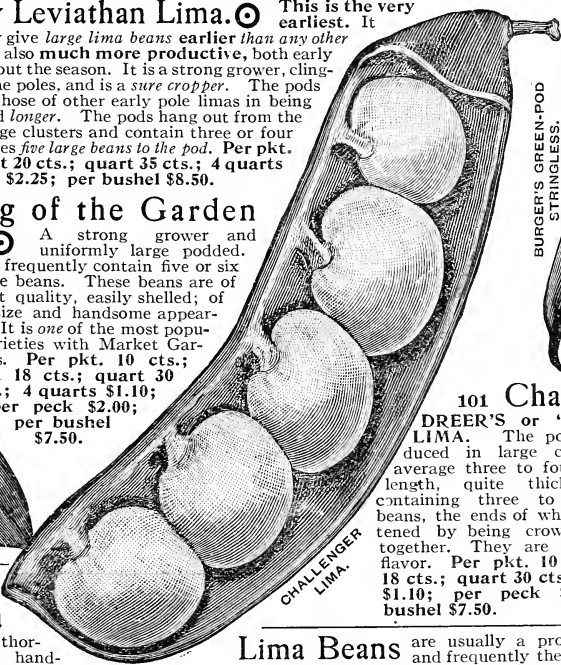 Leviathan Lima.
This is the very
earliest. It
give large lima beans earlier than any other
also much more productive, both early
out the season. It is a strong grower, cling-
poles, and is a sure cropper. The pods
hose of other early pole limas in being
longer. The pods hang out from the
ge clusters and contain three or four
es five large beans to the pod. Per pkt.
t 20 cts.; quart 35 cts.; 4 quarts
$2.25; per bushel $8.50.
g of the Garden
A strong grower and
uniformly large podded.
frequently contain five or six
e beans. These beans are of
t quality, easily shelled; of
ize and handsome appear-
It is one of the most popu-
rieties with Market Gar-
s. Per pkt. 10 cts.;
18 cts.; quart 30
.; 4 quarts $1.10;
er peck $2.00;
per bushel
$7.50.
BURGER'S GREEN-POD
STRINGLESS.
101 Cha
DREER'S or "
LIMA. The po
duced in large c
average three to fou
length, quite thick
containing three to
beans, the ends of wh
tened by being crow
together. They are
flavor. Per pkt. 10
18 cts.; quart 30 cts
$1.10; per peck
bushel $7.50.
CHALLENGER
LIMA.
thor-
hand-
Lima Beans are usually a pro
and frequently the